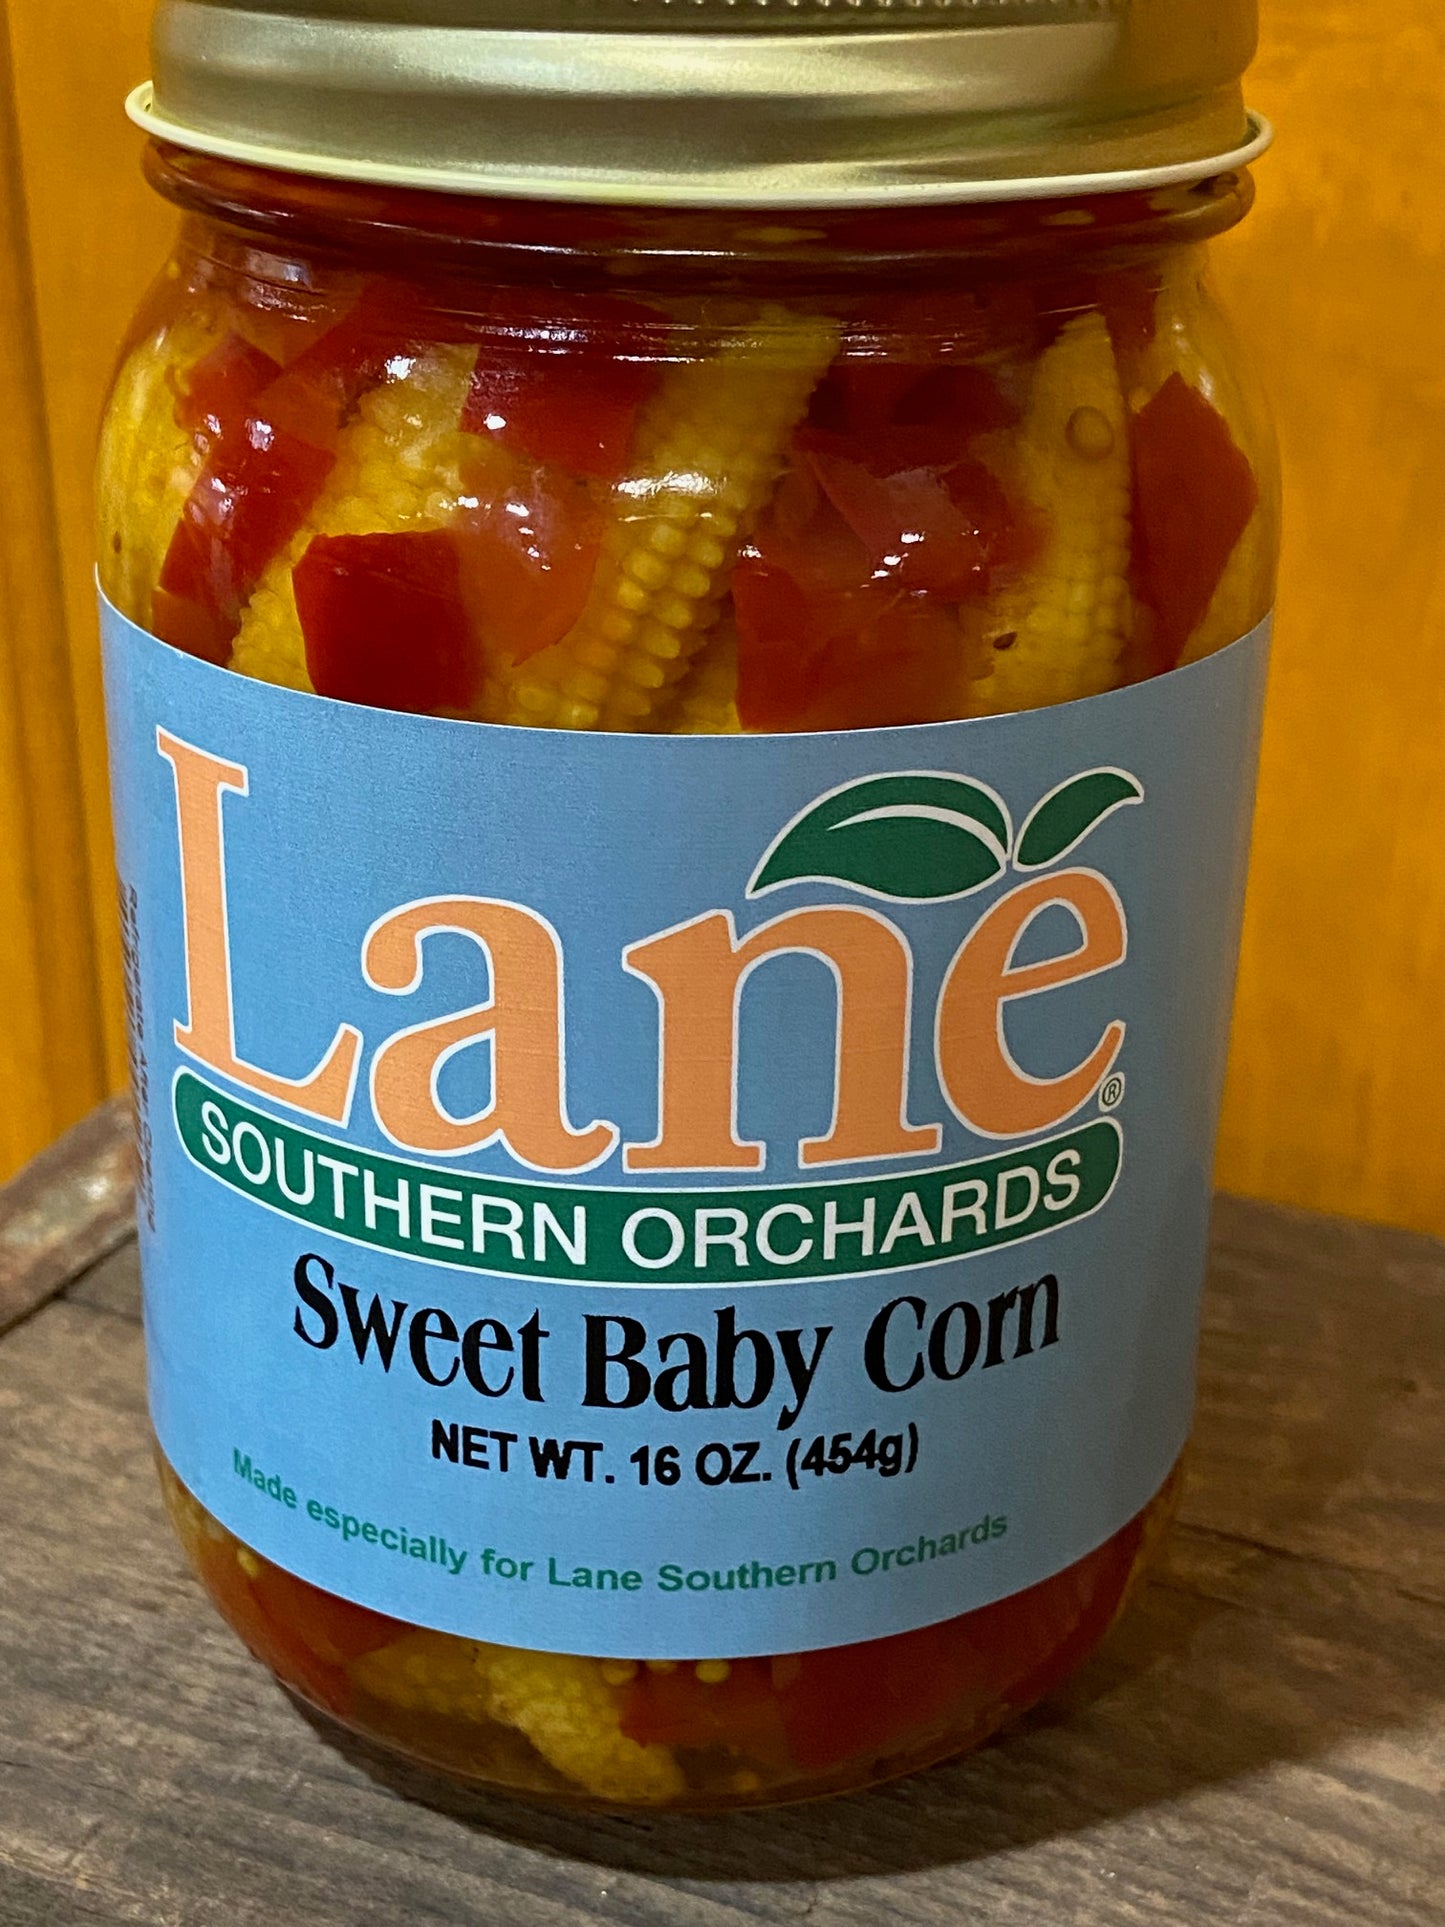 Lane
®
SOUTHERN ORCHARDS
Sweet Baby Corn
NET WT. 16 OZ. (454g)
Made especially for Lane Southern Orchards